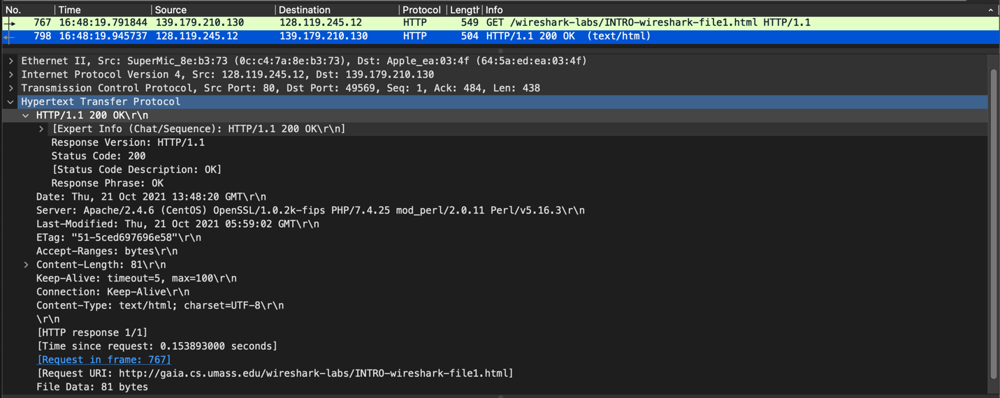 No. Time Source Destination Protocol Length Info
767 16:48:19.791844 139.179.210.130 128.119.245.12 HTTP 549 GET /wireshark-labs/INTRO-wireshark-file1.html HTTP/1.1
798 16:48:19.945737 128.119.245.12 139.179.210.130 HTTP 504 HTTP/1.1 200 OK (text/html)
Ethernet II, Src: SuperMic_8e:b3:73 (0c:c4:7a:8e:b3:73), Dst: Apple_ea:03:4f (64:5a:ed:ea:03:4f)
Internet Protocol Version 4, Src: 128.119.245.12, Dst: 139.179.210.130
Transmission Control Protocol, Src Port: 80, Dst Port: 49569, Seq: 1, Ack: 484, Len: 438
Hypertext Transfer Protocol
HTTP/1.1 200 OK\r\n
[Expert Info (Chat/Sequence): HTTP/1.1 200 OK\r\n]
Response Version: HTTP/1.1
Status Code: 200
[Status Code Description: OK]
Response Phrase: OK
Date: Thu, 21 Oct 2021 13:48:20 GMT\r\n
Server: Apache/2.4.6 (CentOS) OpenSSL/1.0.2k-fips PHP/7.4.25 mod_perl/2.0.11 Perl/v5.16.3\r\n
Last-Modified: Thu, 21 Oct 2021 05:59:02 GMT\r\n
ETag: "51-5ced697696e58"\r\n
Accept-Ranges: bytes\r\n
Content-Length: 81\r\n
Keep-Alive: timeout=5, max=100\r\n
Connection: Keep-Alive\r\n
Content-Type: text/html; charset=UTF-8\r\n
\r\n
[HTTP response 1/1]
[Time since request: 0.153893000 seconds]
[Request in frame: 767]
[Request URI: http://gaia.cs.umass.edu/wireshark-labs/INTRO-wireshark-file1.html]
File Data: 81 bytes